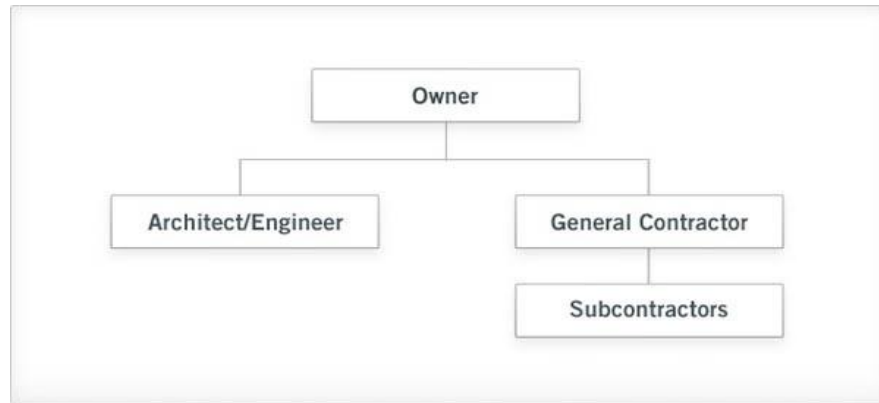 Owner
Architect/Engineer
General Contractor
Subcontractors